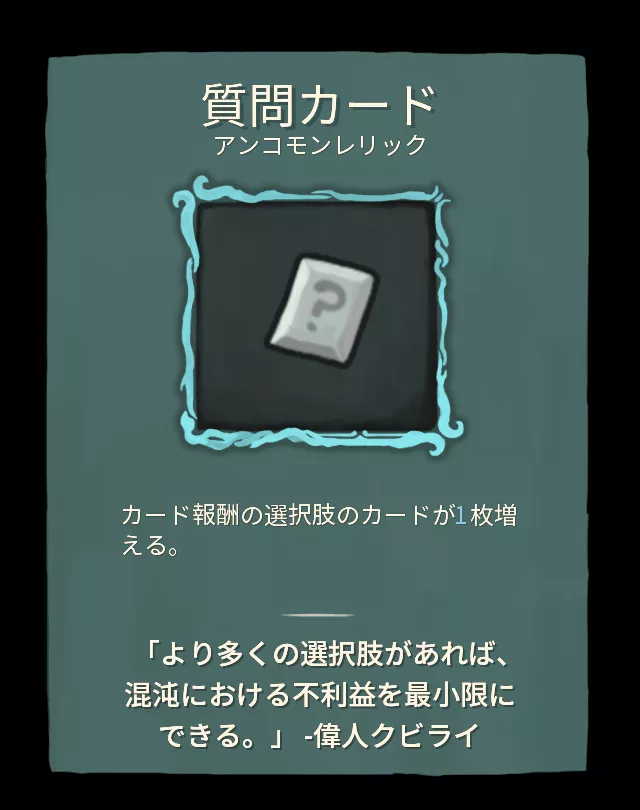 質問カード
アンコモンレリック
?
カード報酬の選択肢のカードが1枚増
える。
「より多くの選択肢があれば、
混沌における不利益を最小限に
できる。」 -偉人クビライ